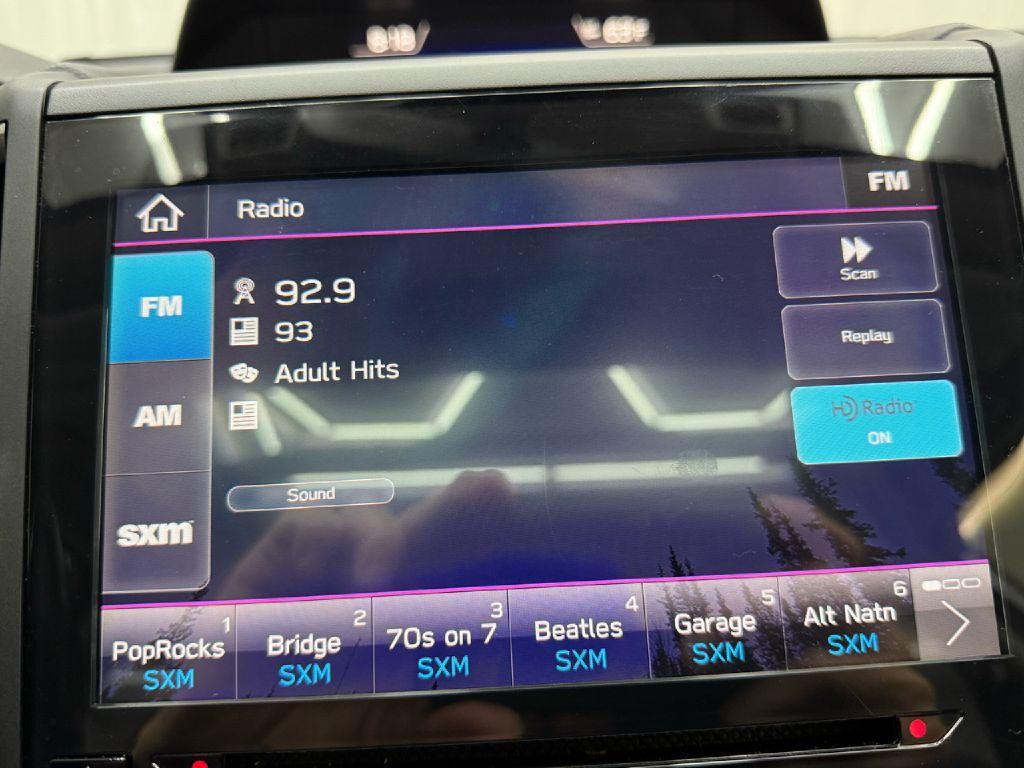 Radio
FM
FM
AM
sxm
92.9
93
Adult Hits
Sound
Scan
Replay
HD Radio
ON
1
PopRocks
SXM
2
Bridge
SXM
3
70s on 7
SXM
4
Beatles
SXM
5
Garage
SXM
6
Alt Natn
SXM